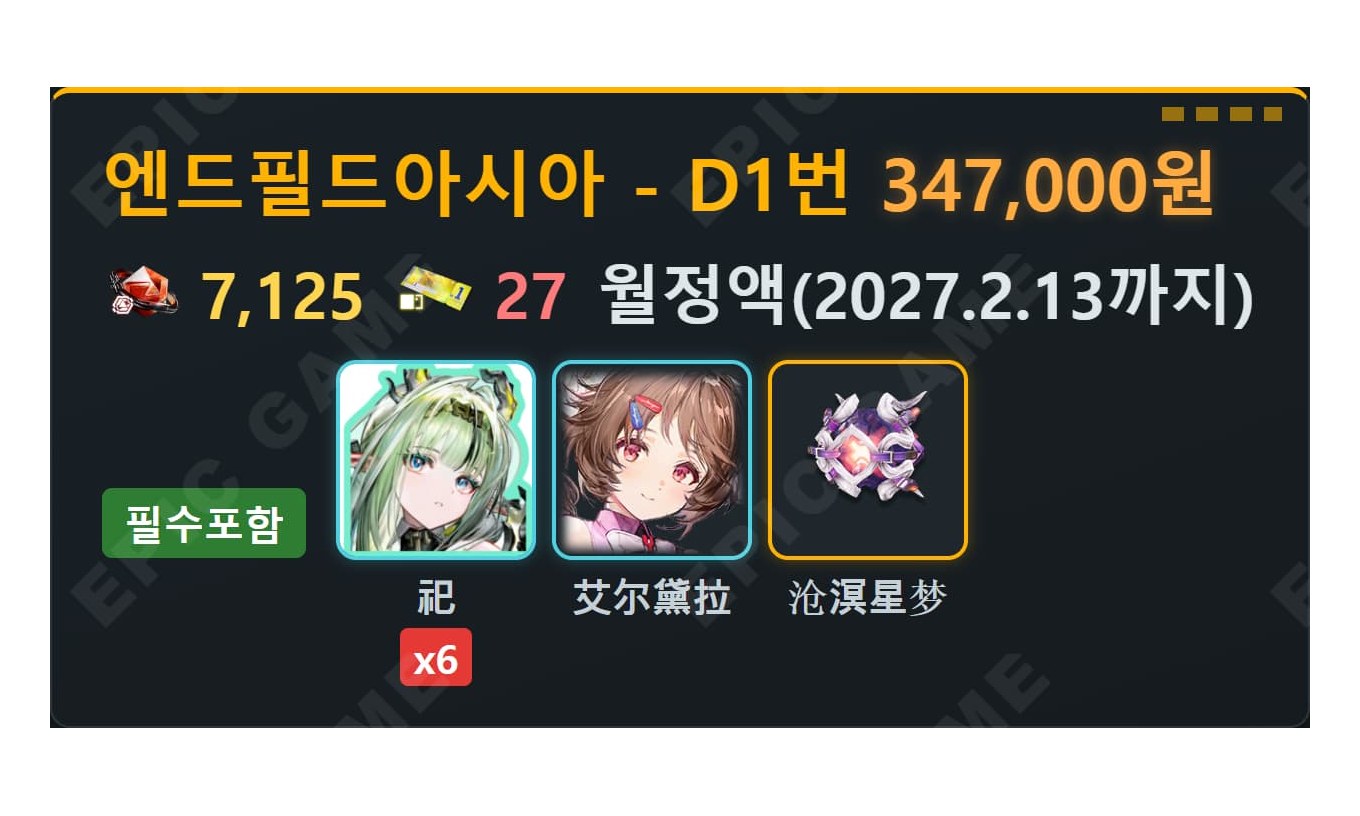 엔드필드아시아 - D1번 347,000원
7,125 27 월정액(2027.2.13까지)
필수포함
祀 艾尔黛拉 沧溟星梦
x6
EPIC GAME